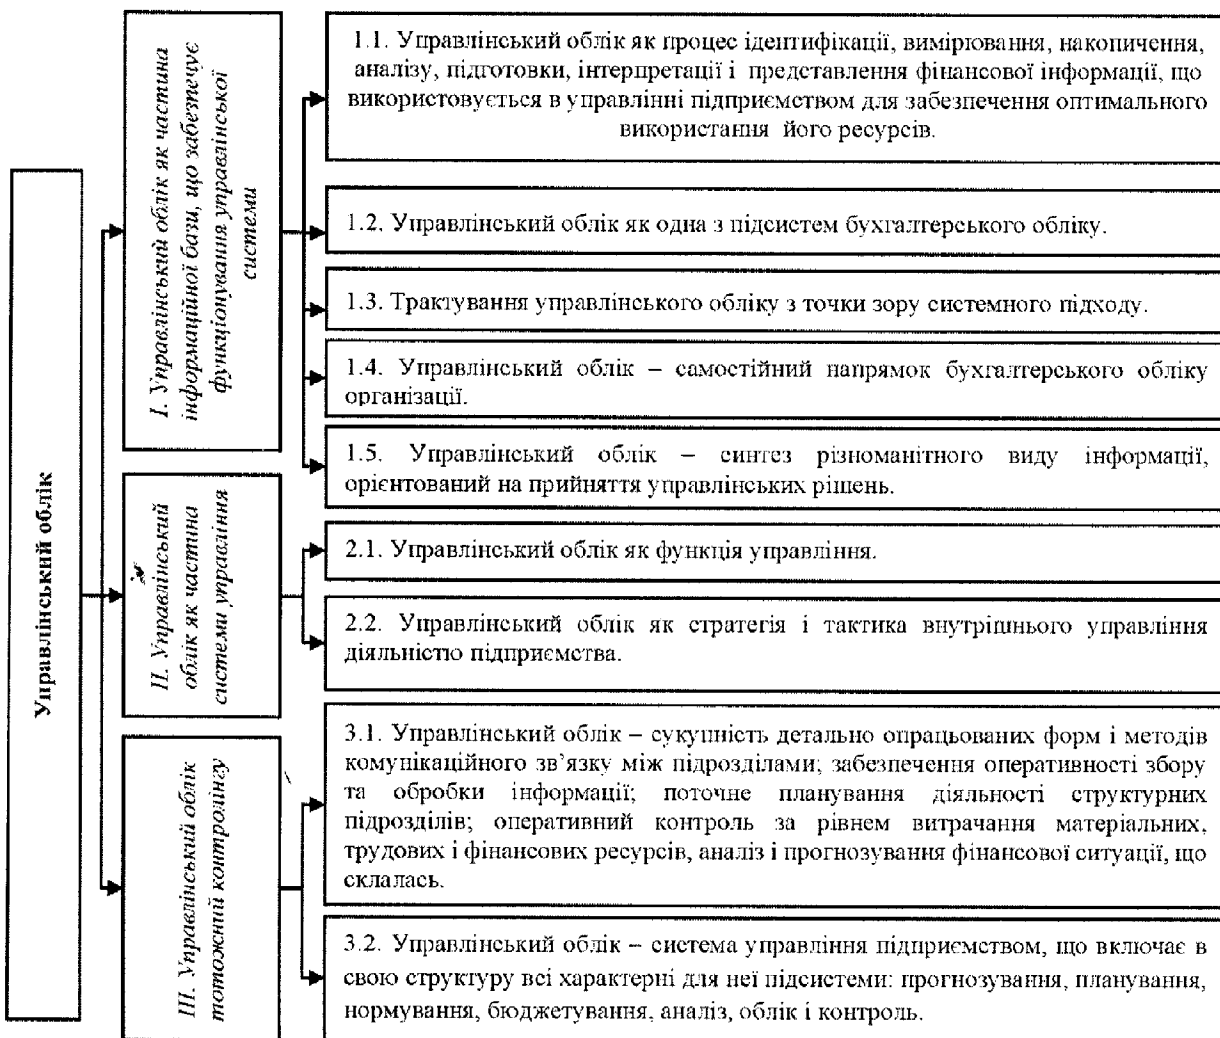 Управлінський облік
І. Управлінський облік як частина
інформаційної бази, що забетечує
функціонування управлінської
системи
1.1. Управлінський облік як процес ідентифікації, вимірювання, накопичення,
аналізу, підготовки, інтерпретації і представлення фінансової інформації, що
використовується в управлінні підприємством для забезпечення оптимального
використання його ресурсів.
1.2. Управлінський облік як одна з підсистем бухгалтерського обліку.
1.3. Трактування управлінського обліку з точки зору системного підходу.
1.4. Управлінський облік – самостійний напрямок бухгалтерського обліку
організації.
1.5. Управлінський облік – синтез різноманітного виду інформації,
орієнтований на прийняття управлінських рішень.
ІІ. Управлінський
облік як частина
системи управління
2.1. Управлінський облік як функція управління.
2.2. Управлінський облік як стратегія і тактика внутрішнього управління
діяльністю підприємства.
ІІІ. Управлінський облік
тотожний контролінгу
3.1. Управлінський облік – сукупність детально опрацьованих форм і методів
комунікаційного зв’язку між підрозділами; забезпечення оперативності збору
та обробки інформації; поточне планування діяльності структурних
підрозділів; оперативний контроль за рівнем витрачання матеріальних,
трудових і фінансових ресурсів, аналіз і прогнозування фінансової ситуації, що
склалась.
3.2. Управлінський облік – система управління підприємством, що включає в
свою структуру всі характерні для неї підсистеми: прогнозування, планування,
нормування, бюджетування, аналіз, облік і контроль.